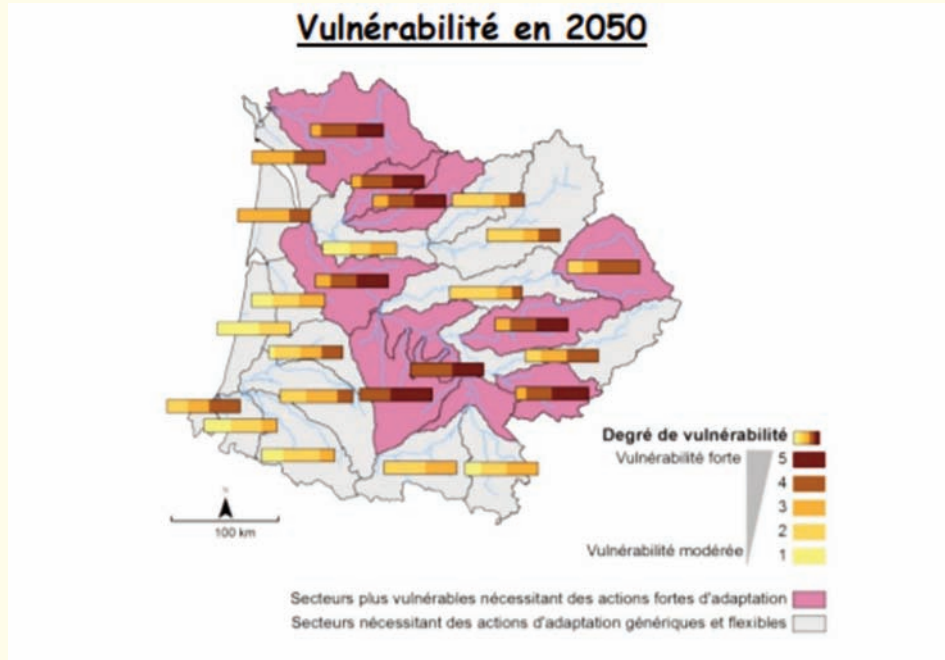 Vulnérabilité en 2050
Degré de vulnérabilité
Vulnérabilité forte
5
4
3
2
Vulnérabilité modérée
1
N
100 km
Secteurs plus vulnérables nécessitant des actions fortes d'adaptation
Secteurs nécessitant des actions d'adaptation génériques et flexibles